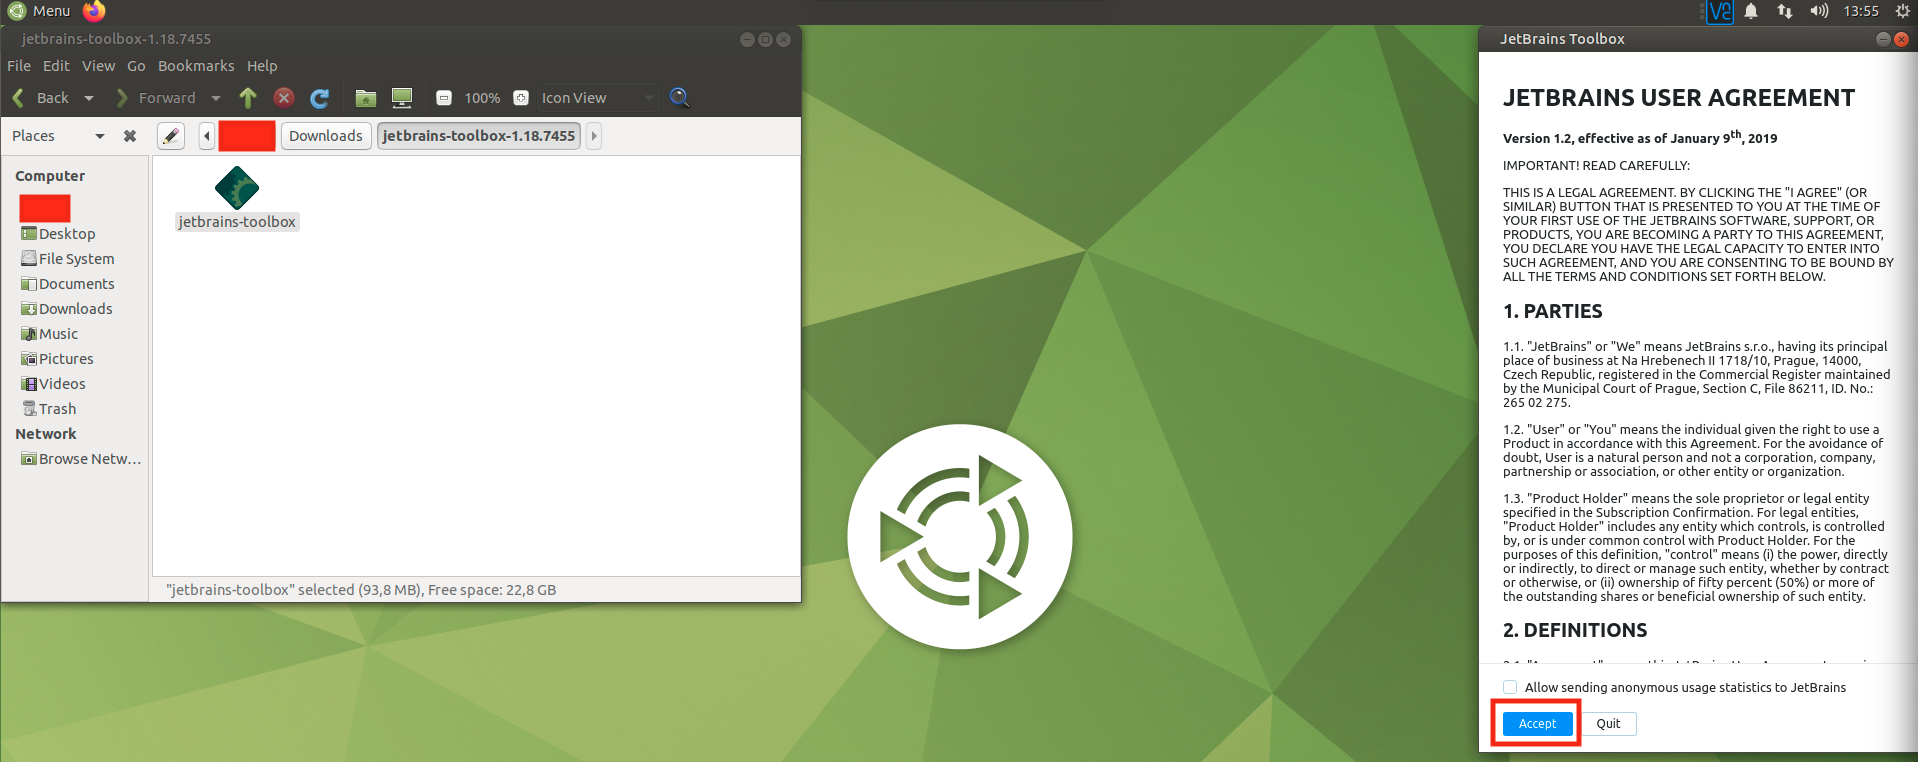 Menu
13:55
jetbrains-toolbox-1.18.7455
File Edit View Go Bookmarks Help
Back Forward 100% Icon View
Places Downloads jetbrains-toolbox-1.18.7455
Computer
Desktop
File System
Documents
Downloads
Music
Pictures
Videos
Trash
Network
Browse Netw...
jetbrains-toolbox
"jetbrains-toolbox" selected (93,8 MB), Free space: 22,8 GB
JetBrains Toolbox
JETBRAINS USER AGREEMENT
Version 1.2, effective as of January 9th, 2019
IMPORTANT! READ CAREFULLY:
THIS IS A LEGAL AGREEMENT. BY CLICKING THE "I AGREE" (OR
SIMILAR) BUTTON THAT IS PRESENTED TO YOU AT THE TIME OF
YOUR FIRST USE OF THE JETBRAINS SOFTWARE, SUPPORT, OR
PRODUCTS, YOU ARE BECOMING A PARTY TO THIS AGREEMENT,
YOU DECLARE YOU HAVE THE LEGAL CAPACITY TO ENTER INTO
SUCH AGREEMENT, AND YOU ARE CONSENTING TO BE BOUND BY
ALL THE TERMS AND CONDITIONS SET FORTH BELOW.
1. PARTIES
1.1. "JetBrains" or "We" means JetBrains s.r.o., having its principal
place of business at Na Hrebenech II 1718/10, Prague, 14000,
Czech Republic, registered in the Commercial Register maintained
by the Municipal Court of Prague, Section C, File 86211, ID. No.:
265 02 275.
1.2. "User" or "You" means the individual given the right to use a
Product in accordance with this Agreement. For the avoidance of
doubt, User is a natural person and not a corporation, company,
partnership or association, or other entity or organization.
1.3. "Product Holder" means the sole proprietor or legal entity
specified in the Subscription Confirmation. For legal entities,
"Product Holder" includes any entity which controls, is controlled
by, or is under common control with Product Holder. For the
purposes of this definition, "control" means (i) the power, directly
or indirectly, to direct or manage such entity, whether by contract
or otherwise, or (ii) ownership of fifty percent (50%) or more of
the outstanding shares or beneficial ownership of such entity.
2. DEFINITIONS
Allow sending anonymous usage statistics to JetBrains
Accept Quit